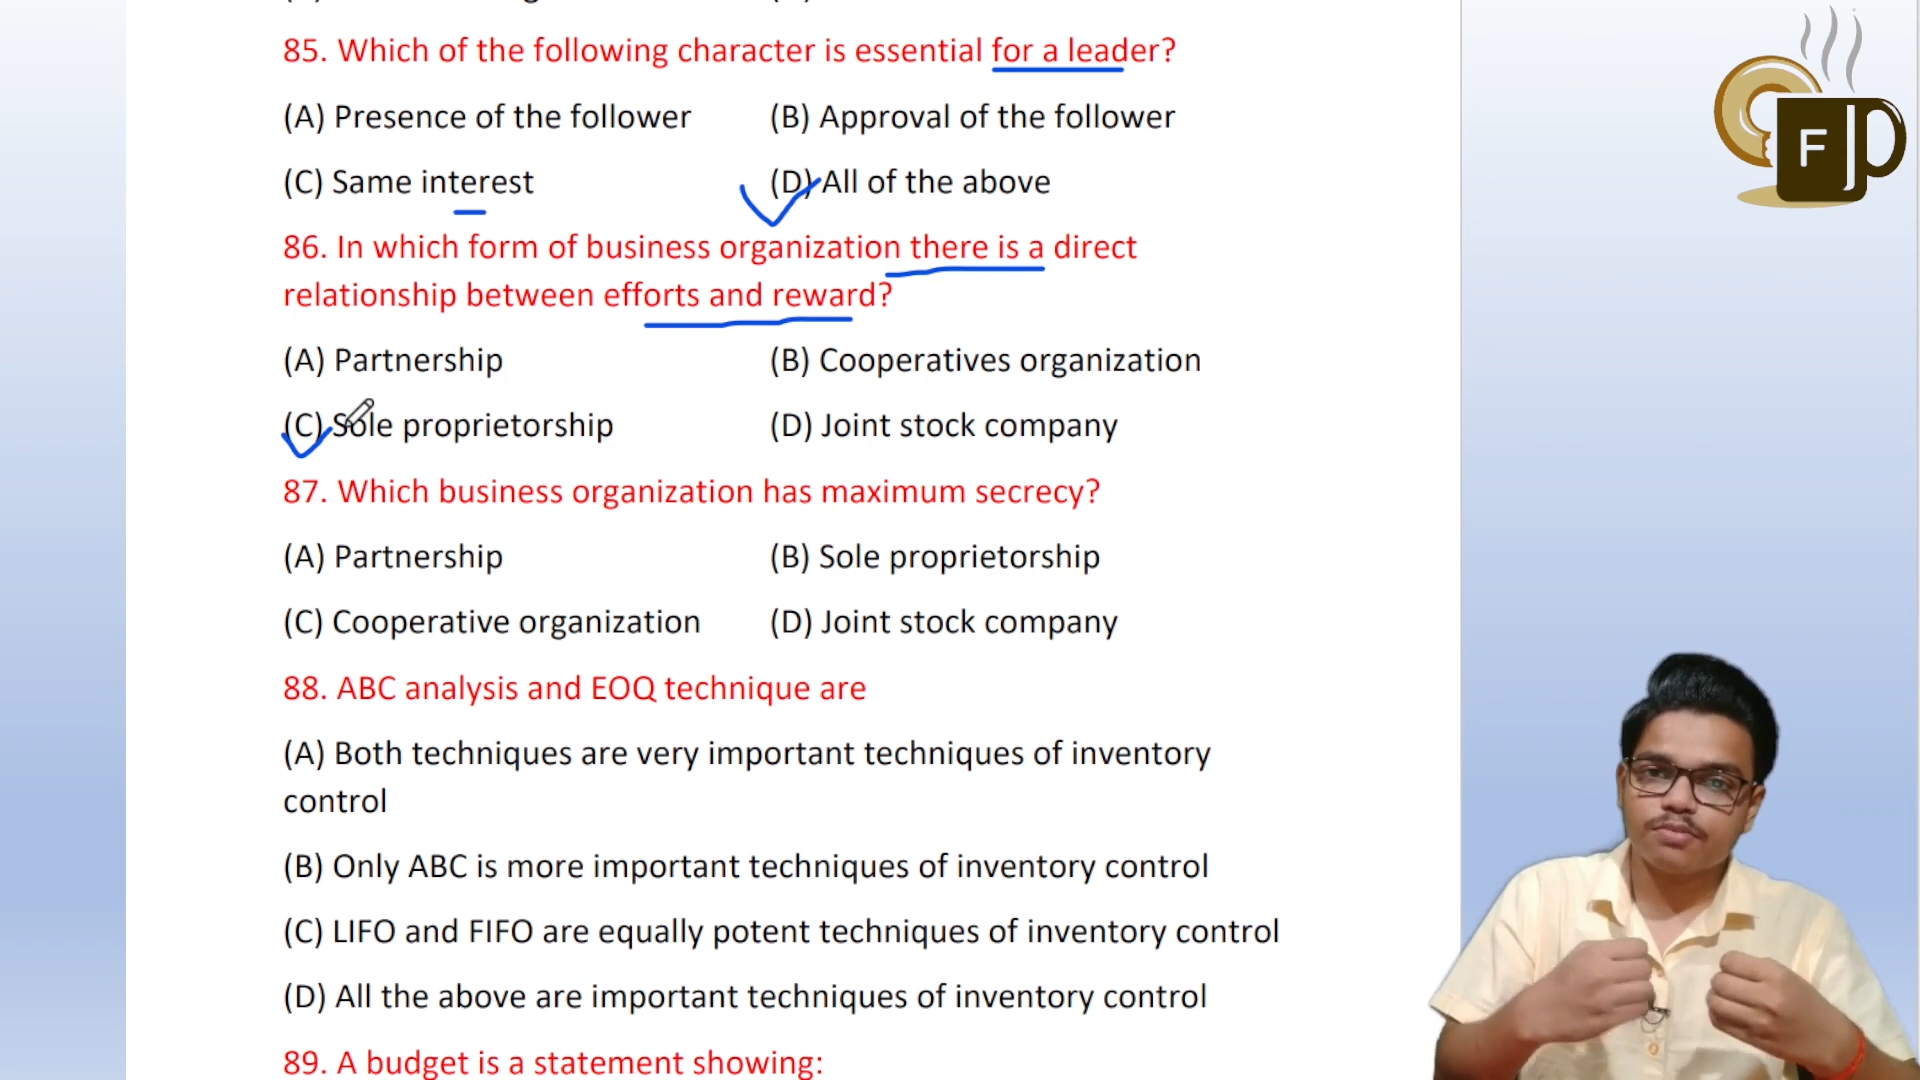 85. Which of the following character is essential for a leader?
(A) Presence of the follower (B) Approval of the follower
(C) Same interest (D) All of the above
86. In which form of business organization there is a direct
relationship between efforts and reward?
(A) Partnership (B) Cooperatives organization
(C) Sole proprietorship (D) Joint stock company
87. Which business organization has maximum secrecy?
(A) Partnership (B) Sole proprietorship
(C) Cooperative organization (D) Joint stock company
88. ABC analysis and EOQ technique are
(A) Both techniques are very important techniques of inventory
control
(B) Only ABC is more important techniques of inventory control
(C) LIFO and FIFO are equally potent techniques of inventory control
(D) All the above are important techniques of inventory control
89. A budget is a statement showing:
FJ